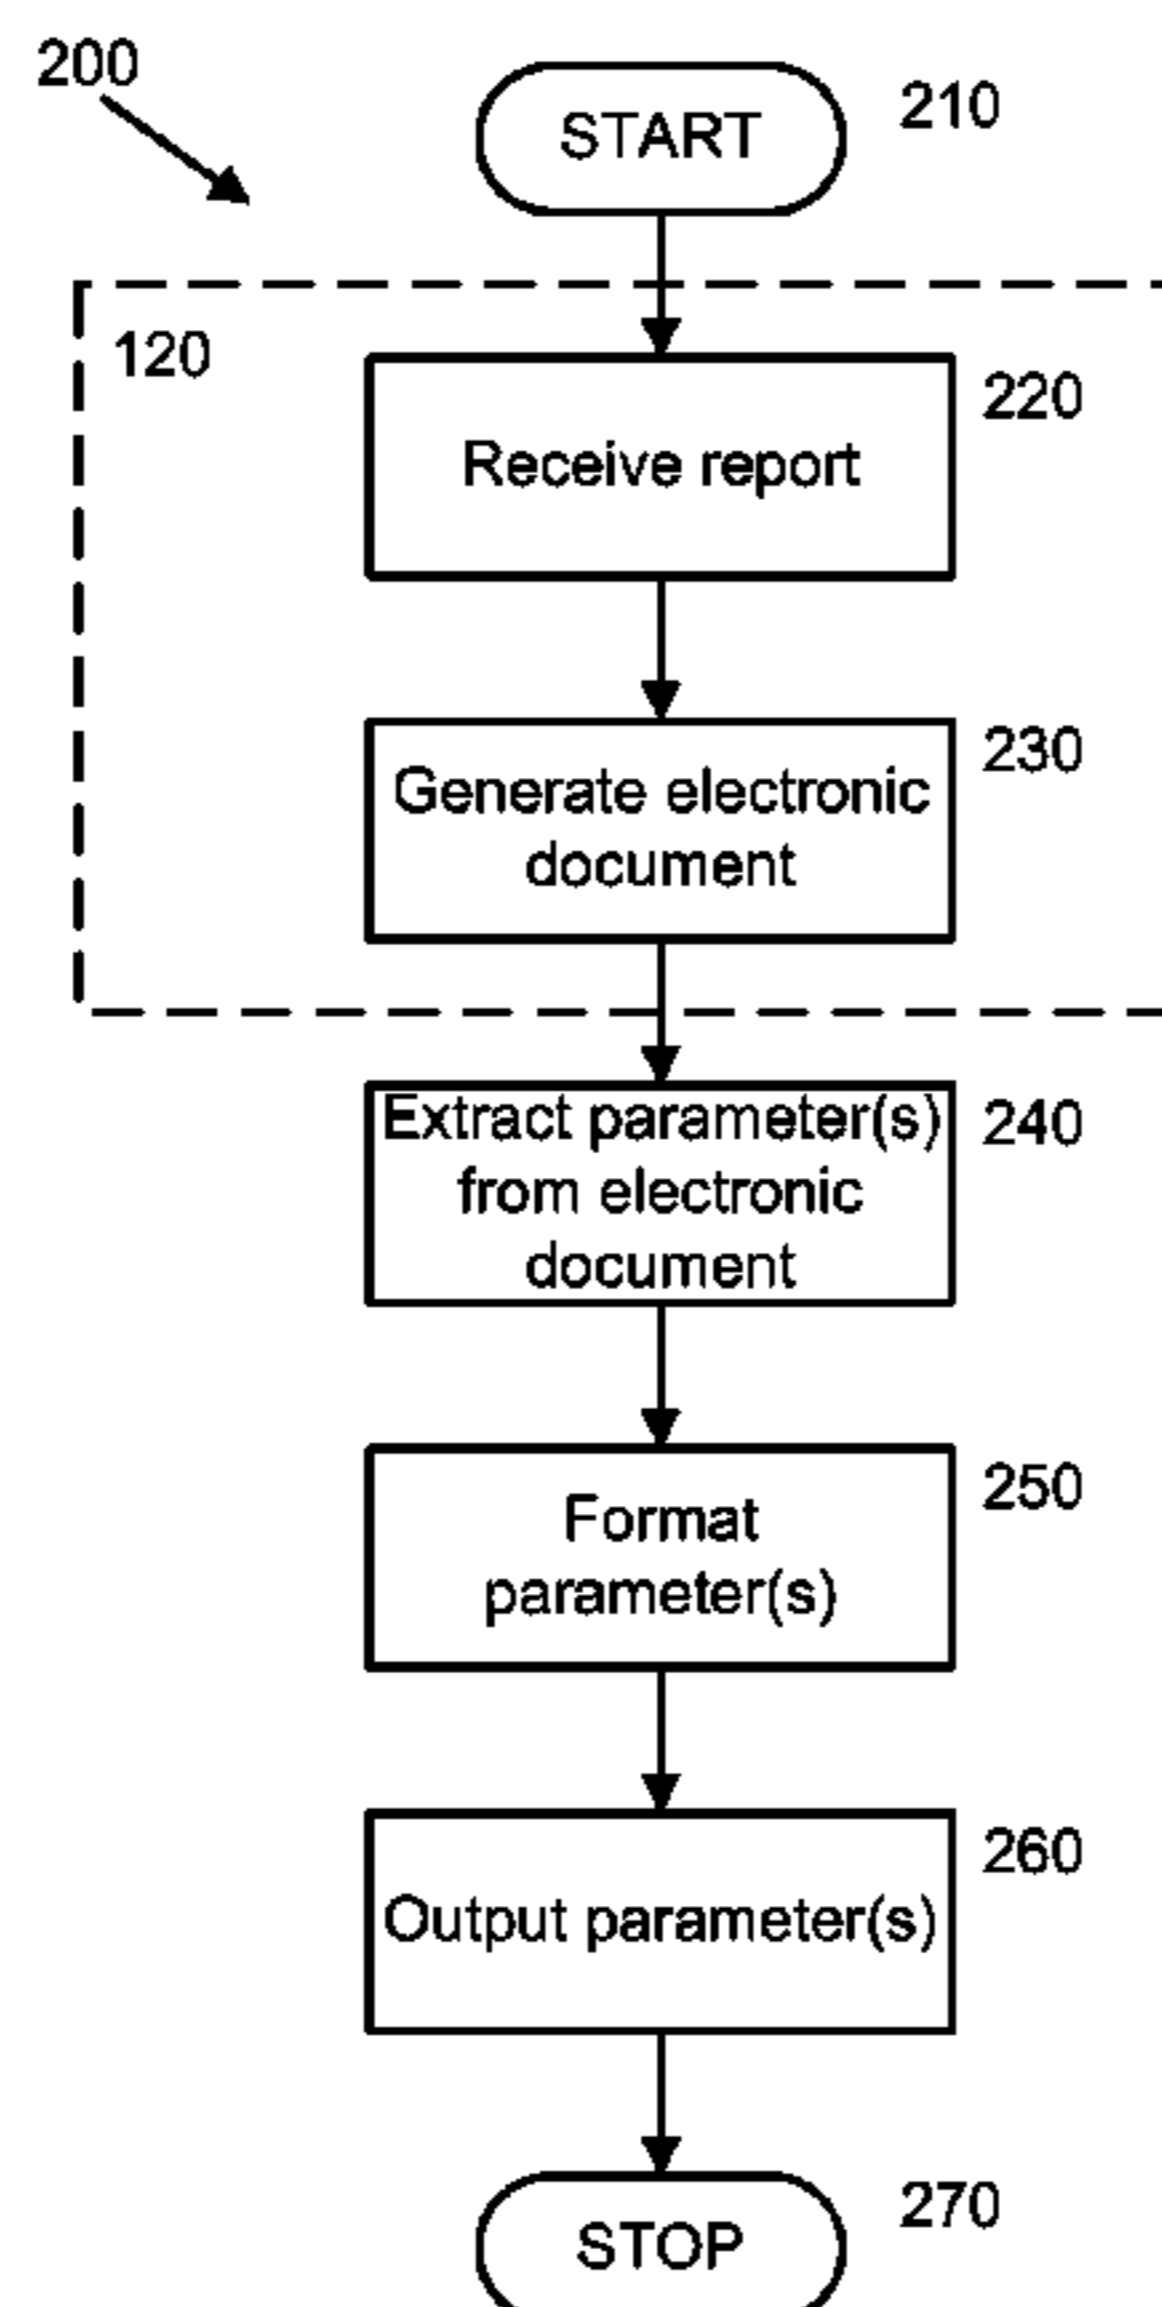 200
START
210
120
Receive report
220
Generate electronic
document
230
Extract parameter(s)
from electronic
document
240
Format
parameter(s)
250
Output parameter(s)
260
STOP
270